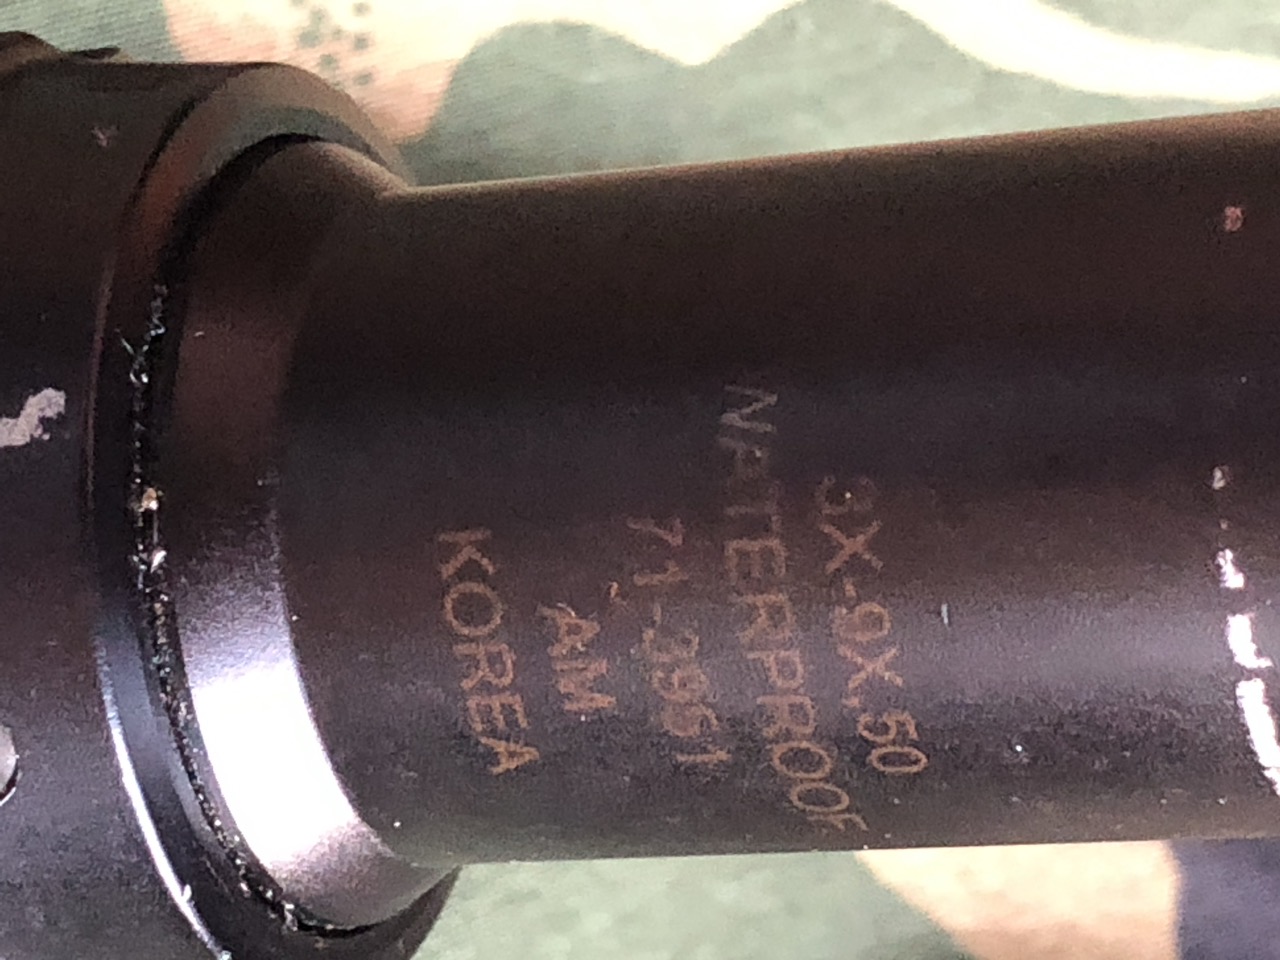 3X-9X.50
WATERPROOF
71-3961
AM
KOREA